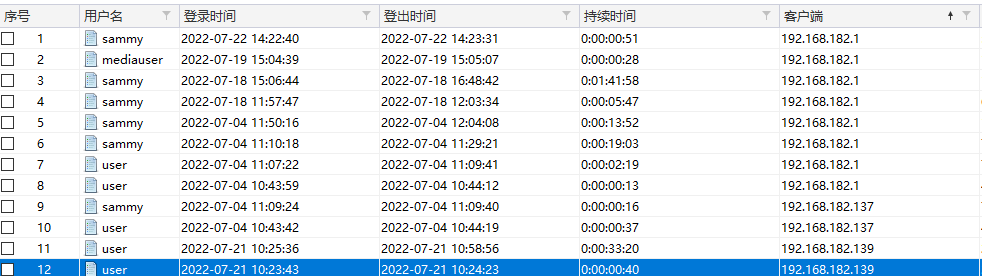 序号 用户名 登录时间 登出时间 持续时间 客户端
1 sammy 2022-07-22 14:22:40 2022-07-22 14:23:31 0:00:00:51 192.168.182.1
2 mediauser 2022-07-19 15:04:39 2022-07-19 15:05:07 0:00:00:28 192.168.182.1
3 sammy 2022-07-18 15:06:44 2022-07-18 16:48:42 0:01:41:58 192.168.182.1
4 sammy 2022-07-18 11:57:47 2022-07-18 12:03:34 0:00:05:47 192.168.182.1
5 sammy 2022-07-04 11:50:16 2022-07-04 12:04:08 0:00:13:52 192.168.182.1
6 sammy 2022-07-04 11:10:18 2022-07-04 11:29:21 0:00:19:03 192.168.182.1
7 user 2022-07-04 11:07:22 2022-07-04 11:09:41 0:00:02:19 192.168.182.1
8 user 2022-07-04 10:43:59 2022-07-04 10:44:12 0:00:00:13 192.168.182.1
9 sammy 2022-07-04 11:09:24 2022-07-04 11:09:40 0:00:00:16 192.168.182.137
10 user 2022-07-04 10:43:42 2022-07-04 10:44:19 0:00:00:37 192.168.182.137
11 user 2022-07-21 10:25:36 2022-07-21 10:58:56 0:00:33:20 192.168.182.139
12 user 2022-07-21 10:23:43 2022-07-21 10:24:23 0:00:00:40 192.168.182.139